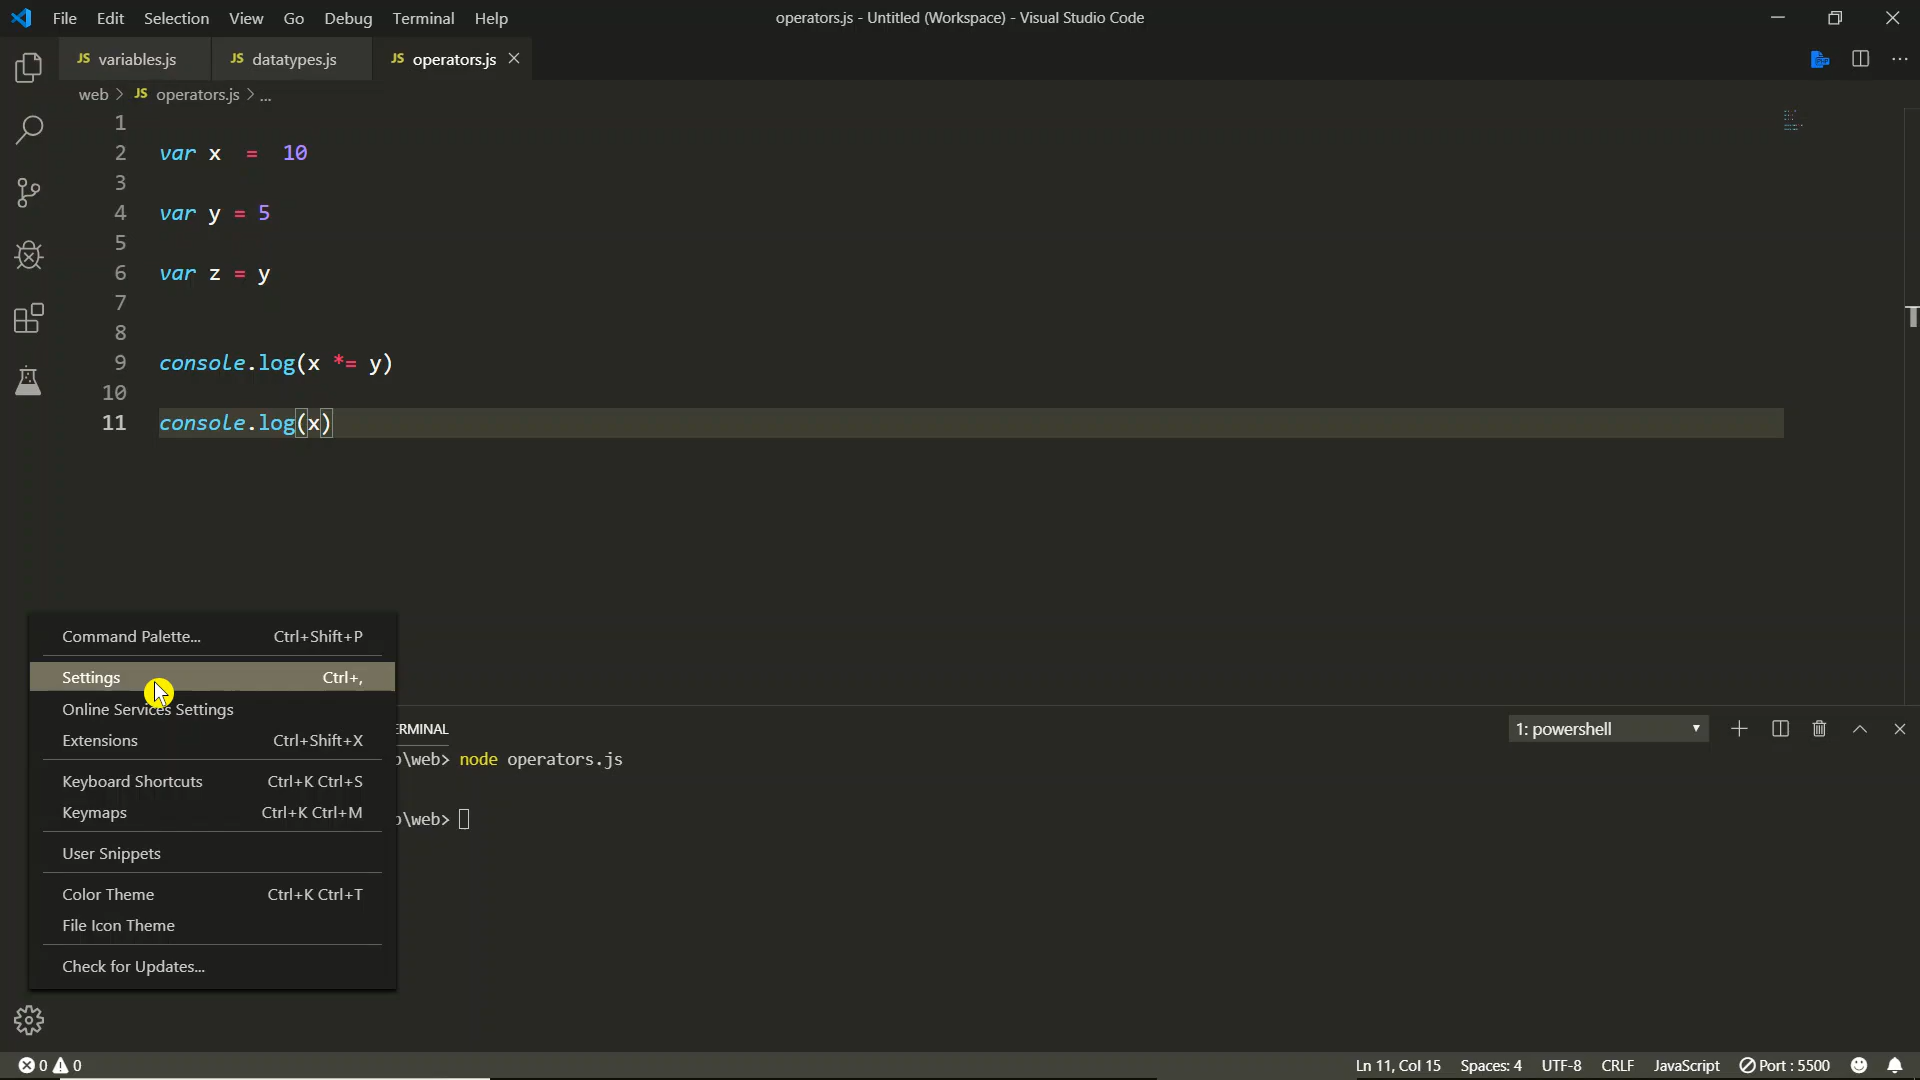 File Edit Selection View Go Debug Terminal Help
operators.js - Untitled (Workspace) - Visual Studio Code
JS variables.js JS datatypes.js JS operators.js
web > JS operators.js > ...
1
2 var x  =  10
3
4 var y = 5
5
6 var z = y
7
8
9 console.log(x *= y)
10
11 console.log(x)
Command Palette... Ctrl+Shift+P
Settings Ctrl+,
Online Services Settings
Extensions Ctrl+Shift+X
Keyboard Shortcuts Ctrl+K Ctrl+S
Keymaps Ctrl+K Ctrl+M
User Snippets
Color Theme Ctrl+K Ctrl+T
File Icon Theme
Check for Updates...
ERMINAL
1: powershell
\web> node operators.js
\web>
0 0
Ln 11, Col 15 Spaces: 4 UTF-8 CRLF JavaScript Port : 5500